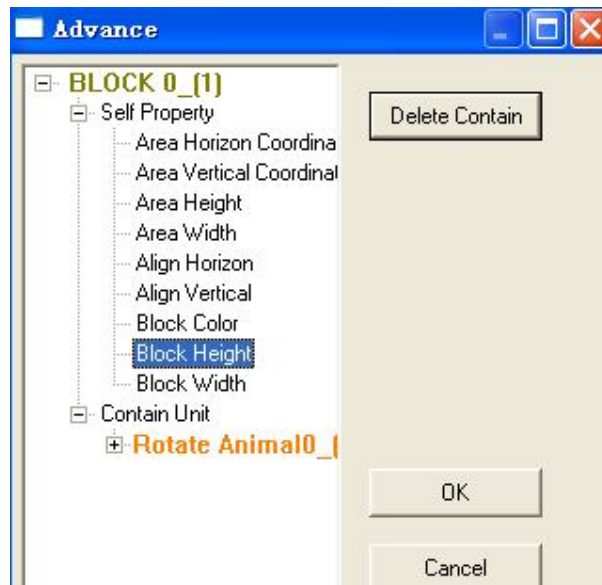 Advance
BLOCK 0_(1)
Self Property
Delete Contain
Area Horizon Coordina
Area Vertical Coordinat
Area Height
Area Width
Align Horizon
Align Vertical
Block Color
Block Height
Block Width
Contain Unit
Rotate Animal0_(
OK
Cancel